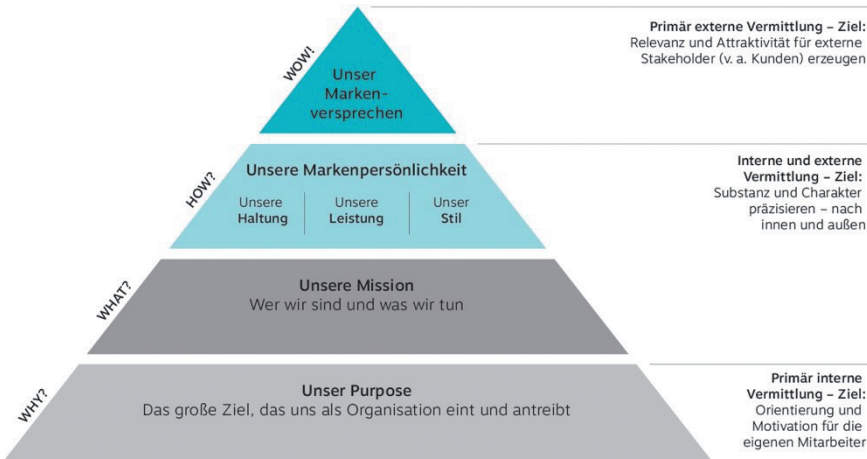 WOW!
Unser
Marken-
versprechen
Primär externe Vermittlung – Ziel:
Relevanz und Attraktivität für externe
Stakeholder (v. a. Kunden) erzeugen
HOW?
Unsere Markenpersönlichkeit
Unsere
Haltung
Unsere
Leistung
Unser
Stil
Interne und externe
Vermittlung – Ziel:
Substanz und Charakter
präzisieren – nach
innen und außen
WHAT?
Unsere Mission
Wer wir sind und was wir tun
WHY?
Unser Purpose
Das große Ziel, das uns als Organisation eint und antreibt
Primär interne
Vermittlung – Ziel:
Orientierung und
Motivation für die
eigenen Mitarbeiter